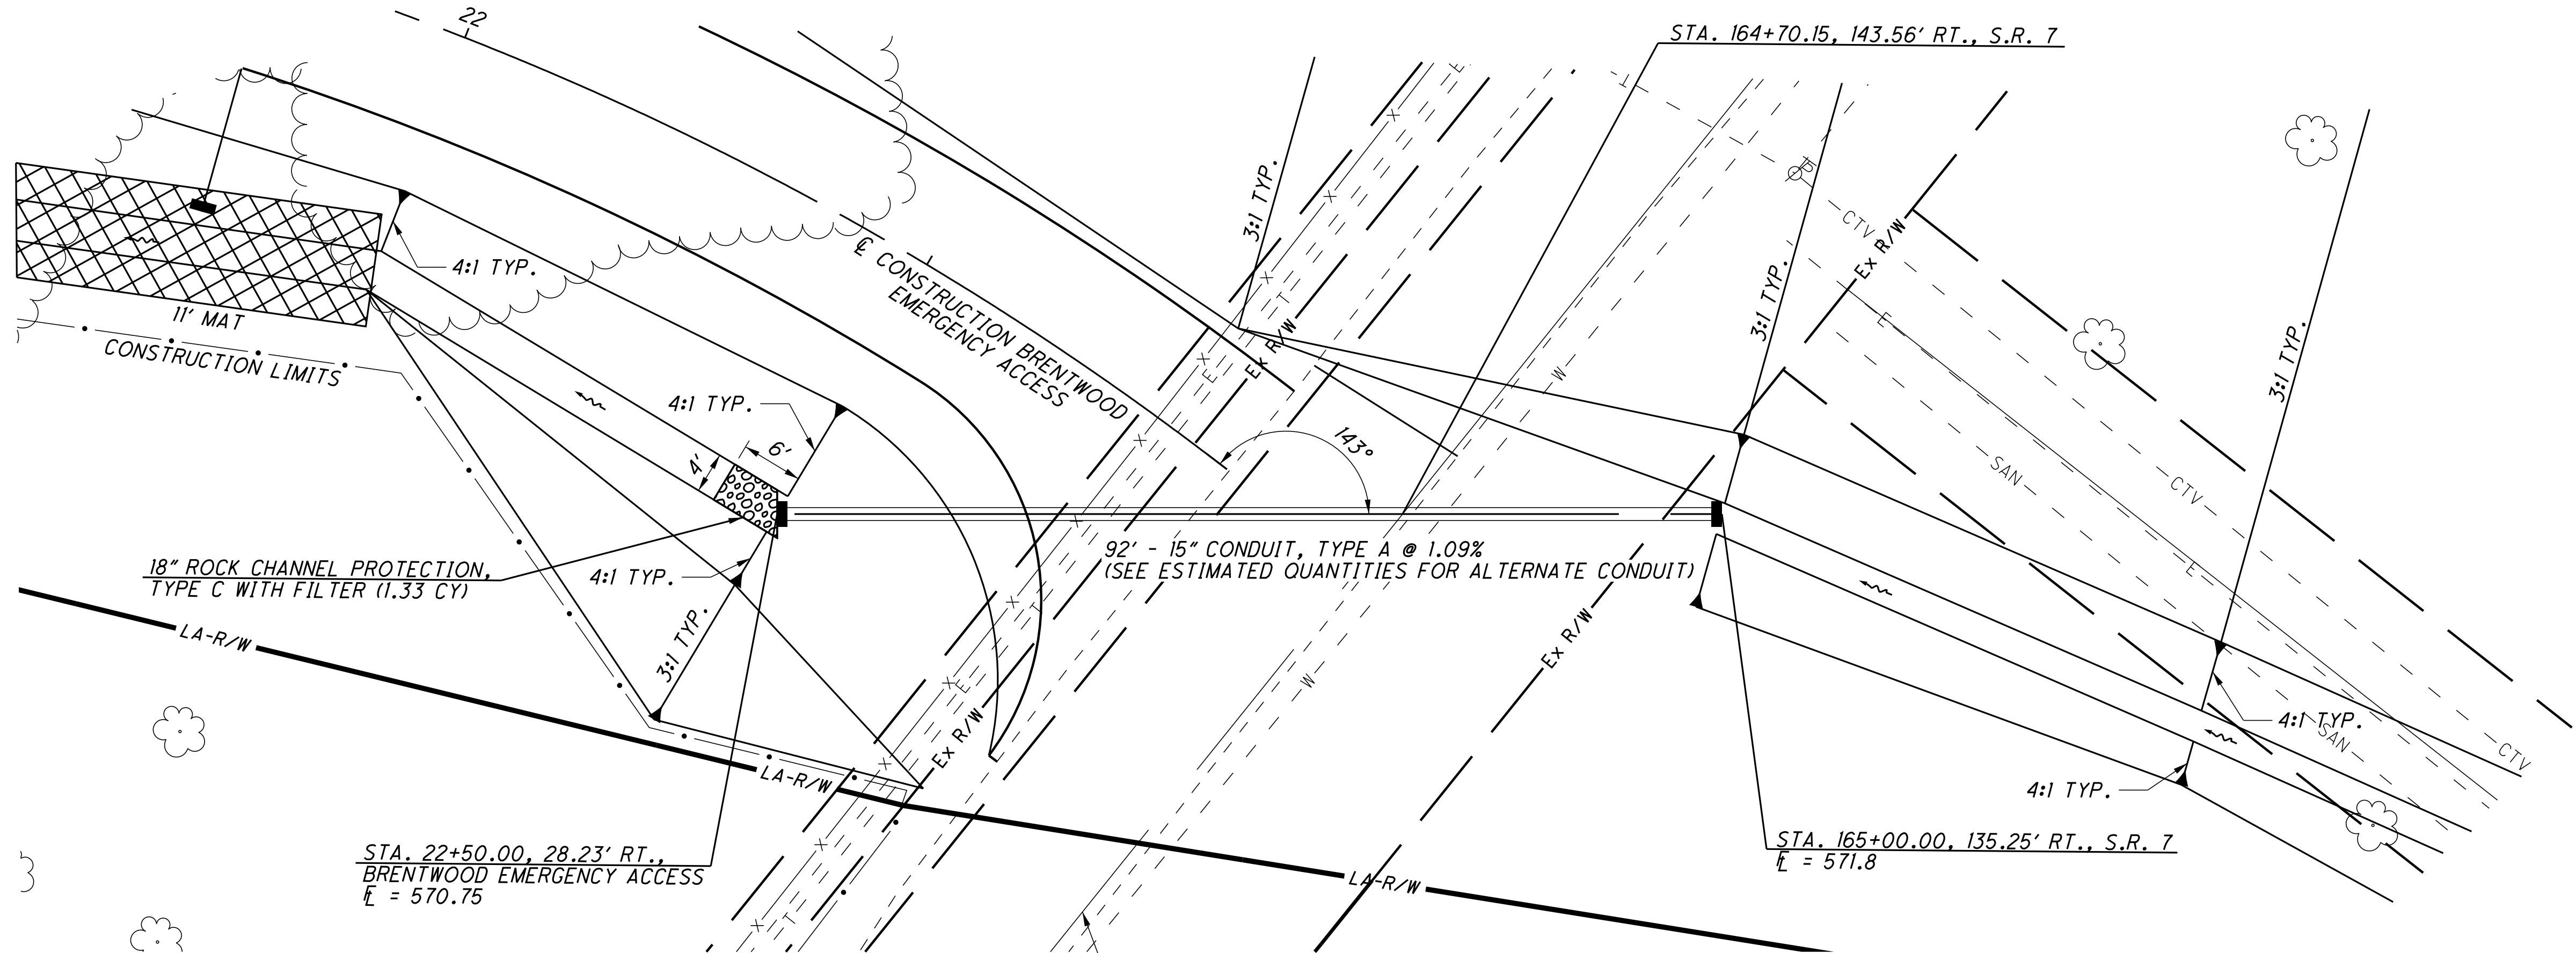 22
STA. 164+70.15, 143.56' RT., S.R. 7
3:1 TYP.
3:1 TYP.
3:1 TYP.
4:1 TYP.
11' MAT
CONSTRUCTION LIMITS
℄ CONSTRUCTION BRENTWOOD
EMERGENCY ACCESS
Ex R/W
Ex R/W
CTV
E
T
X
X
X
X
E
T
W
4:1 TYP.
6'
4'
143°
SAN
CTV
E
X
X
92' - 15" CONDUIT, TYPE A @ 1.09%
(SEE ESTIMATED QUANTITIES FOR ALTERNATE CONDUIT)
18" ROCK CHANNEL PROTECTION,
TYPE C WITH FILTER (1.33 CY)
4:1 TYP.
3:1 TYP.
X
T
W
Ex R/W
LA-R/W
X
E
Ex R/W
4:1 TYP.
SAN
CTV
LA-R/W
X
4:1 TYP.
STA. 22+50.00, 28.23' RT.,
BRENTWOOD EMERGENCY ACCESS
FL = 570.75
X
X
T
LA-R/W
STA. 165+00.00, 135.25' RT., S.R. 7
FL = 571.8